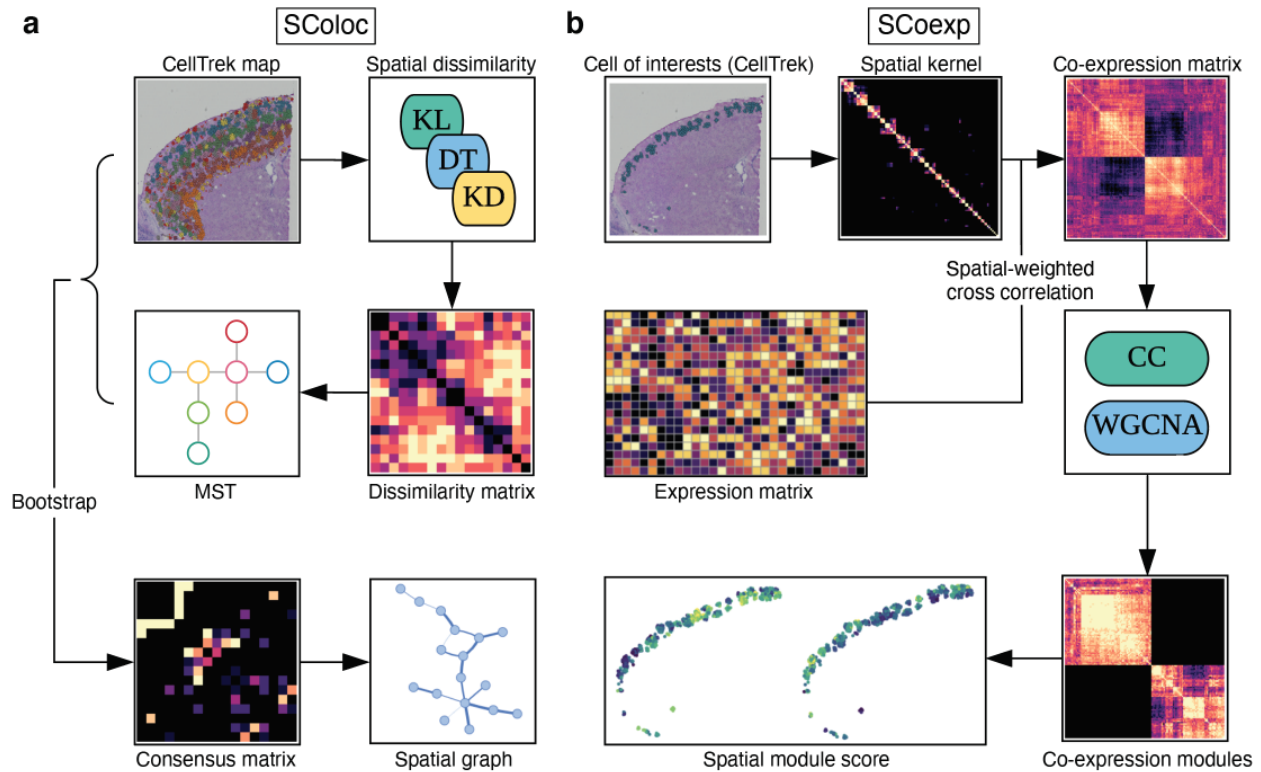 a
SColoc
CellTrek map
Spatial dissimilarity
KL
DT
KD
MST
Dissimilarity matrix
Bootstrap
Consensus matrix
Spatial graph
b
SCoexp
Cell of interests (CellTrek)
Spatial kernel
Co-expression matrix
Spatial-weighted
cross correlation
Expression matrix
CC
WGCNA
Spatial module score
Co-expression modules